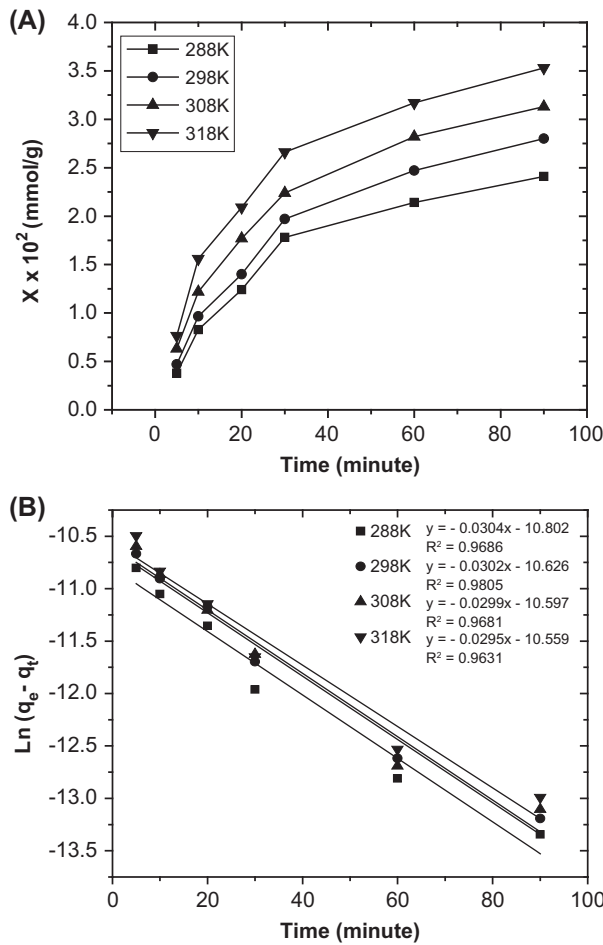 (A)
4.0
3.5
3.0
2.5
2.0
1.5
1.0
0.5
0.0
X x 10² (mmol/g)
288K
298K
308K
318K
0 20 40 60 80 100
Time (minute)
(B)
-10.5
-11.0
-11.5
-12.0
-12.5
-13.0
-13.5
Ln (qₑ- qₜ)
288K y = - 0.0304x - 10.802
R² = 0.9686
298K y = - 0.0302x - 10.626
R² = 0.9805
308K y = - 0.0299x - 10.597
R² = 0.9681
318K y = - 0.0295x - 10.559
R² = 0.9631
0 20 40 60 80 100
Time (minute)